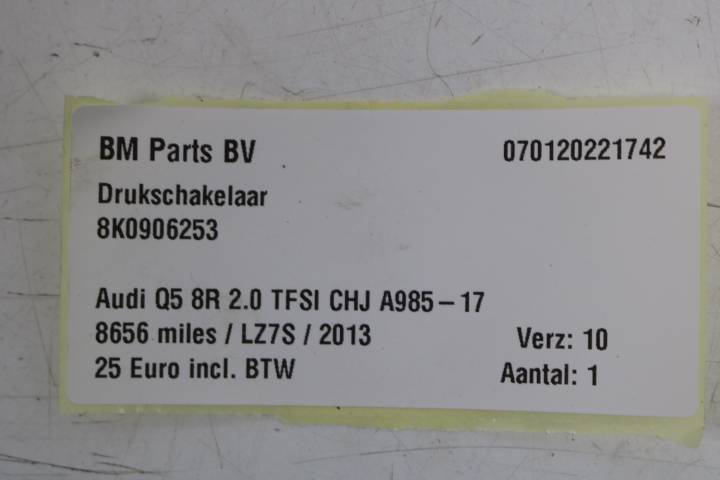 BM Parts BV 070120221742
Drukschakelaar
8K0906253
Audi Q5 8R 2.0 TFSI CHJ A985-17
8656 miles / LZ7S / 2013 Verz: 10
25 Euro incl. BTW Aantal: 1